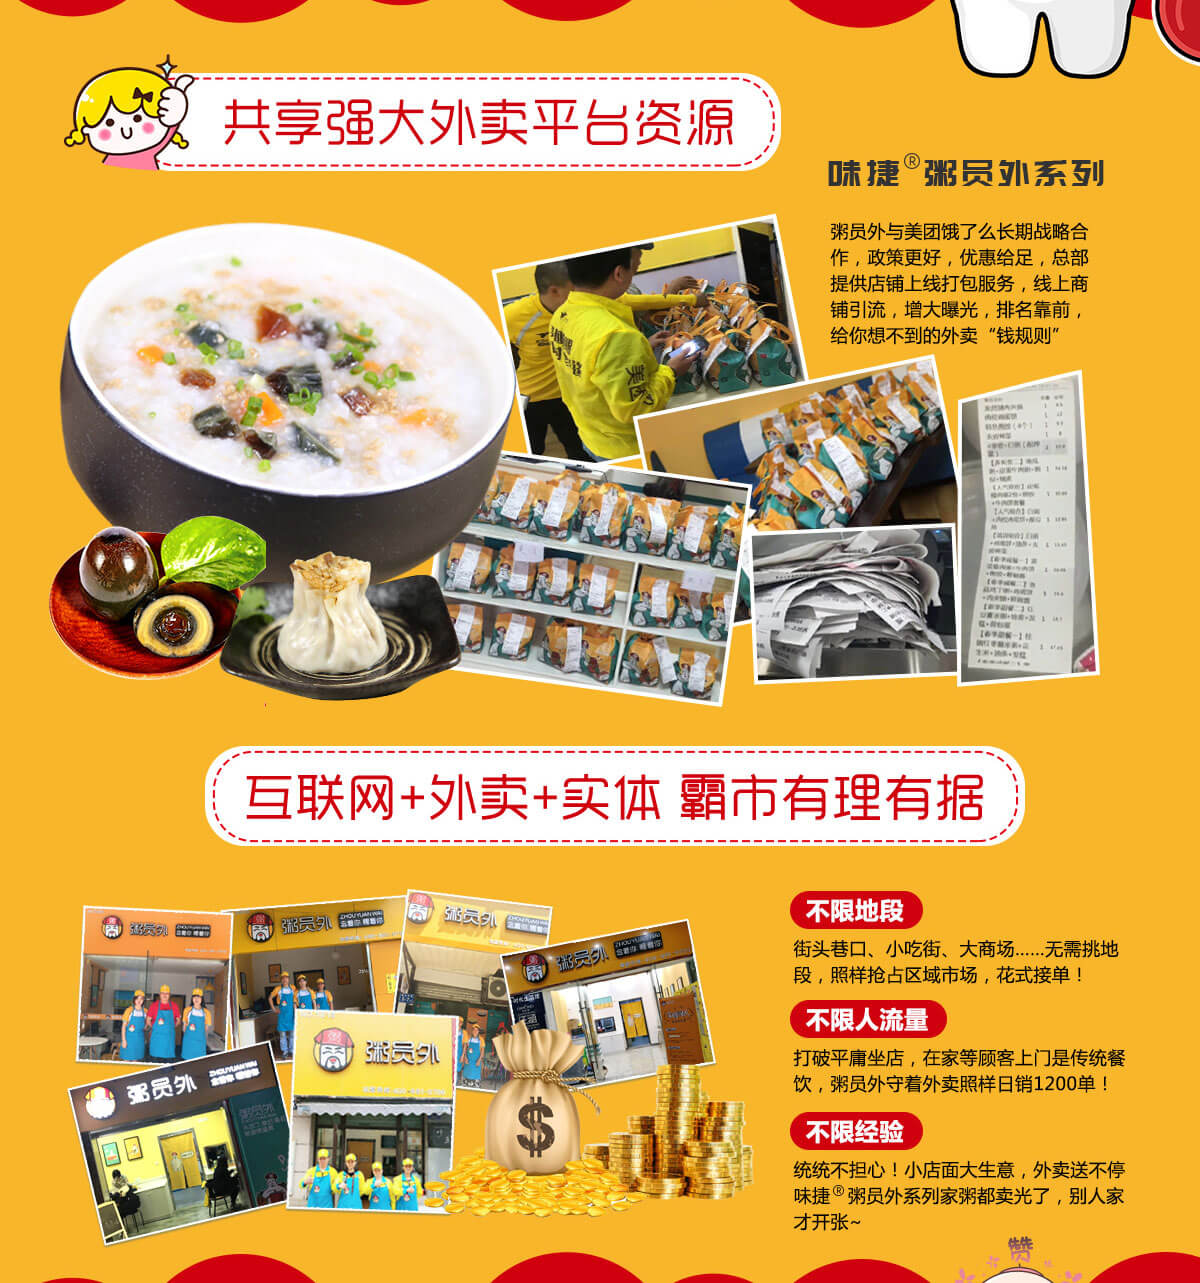 共享强大外卖平台资源
味捷®粥员外系列
粥员外与美团饿了么长期战略合
作，政策更好，优惠给足，总部
提供店铺上线打包服务，线上商
铺引流，增大曝光，排名靠前，
给你想不到的外卖“钱规则”
美团
互联网+外卖+实体 霸市有理有据
粥员外
ZHOUYUAN WAI
粥员外
ZHOUYUAN WAI
粥员外
粥员外
ZHOUYUAN WAI
粥员外
粥员外
ZHOUYUAN WAI
$
不限地段
街头巷口、小吃街、大商场......无需挑地
段，照样抢占区域市场，花式接单！
不限人流量
打破平庸坐店，在家等顾客上门是传统餐
饮，粥员外守着外卖照样日销1200单！
不限经验
统统不担心！小店面大生意，外卖送不停
味捷®粥员外系列家粥都卖光了，别人家
才开张~
赞